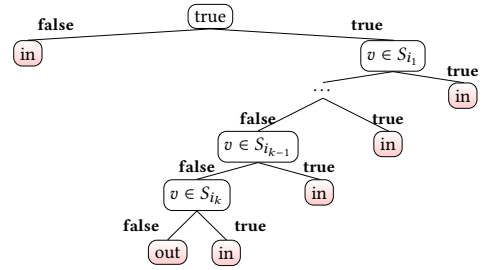 true
false true
in
v ∈ S_{i_1}
true
...
in
false true
v ∈ S_{i_{k-1}}
in
false true
v ∈ S_{i_k}
in
false true
out in